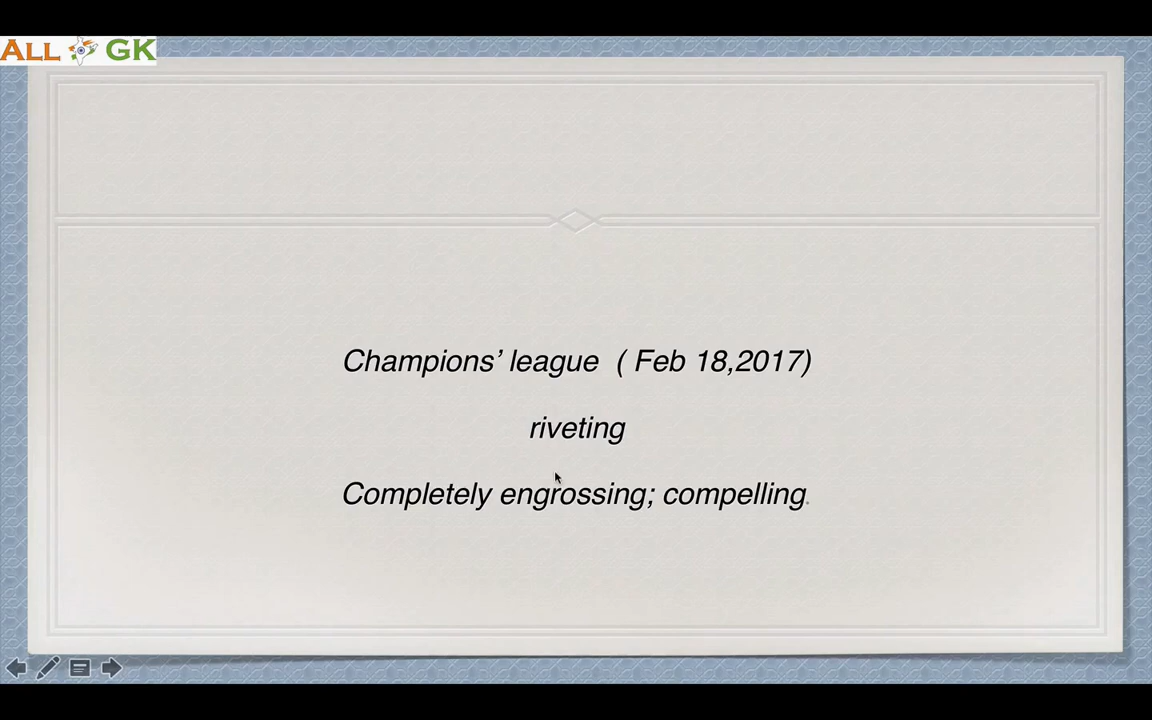 ALL GK
Champions’ league ( Feb 18,2017)
riveting
Completely engrossing; compelling.